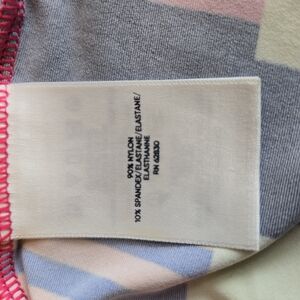 90% NYLON
10% SPANDEX/ELASTANE/ELASTANE/
ELASTHANNE
RN 62830